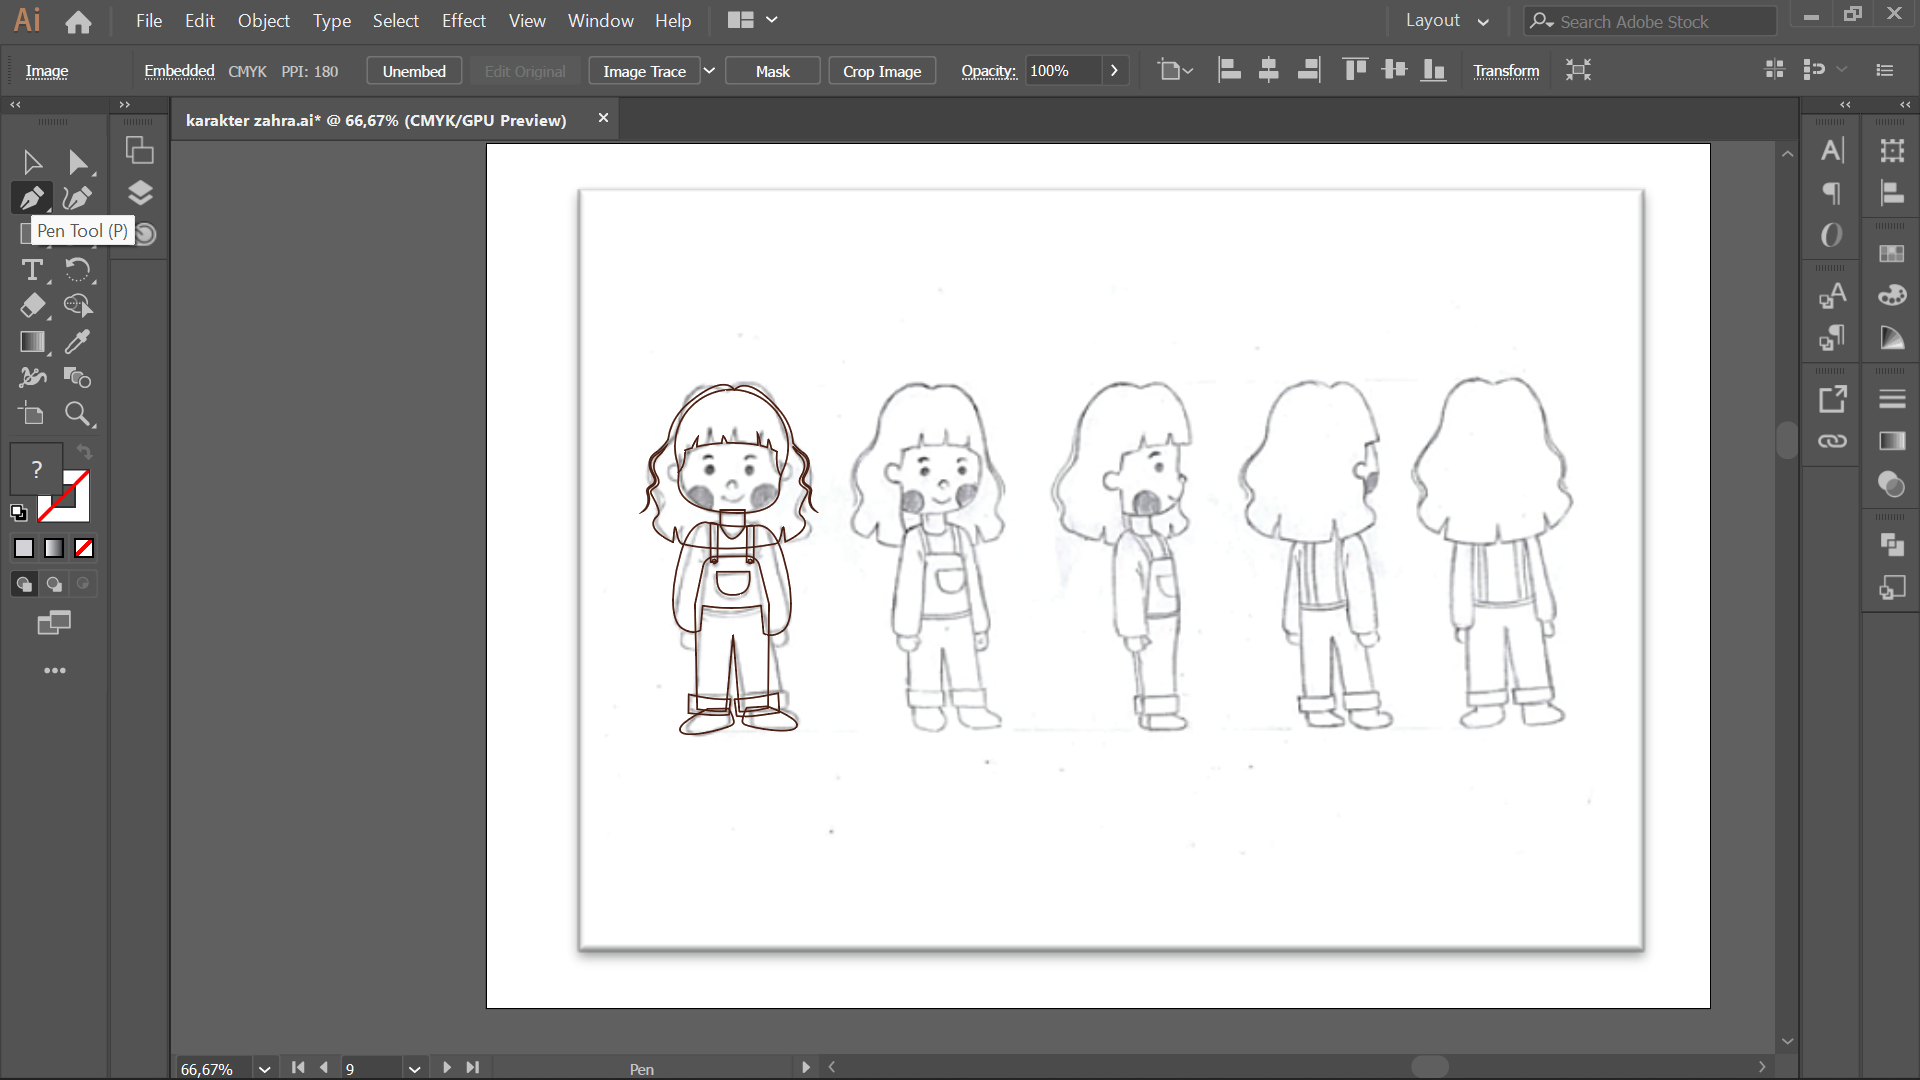 Ai File Edit Object Type Select Effect View Window Help Layout Search Adobe Stock
Image Embedded CMYK PPI: 180 Unembed Edit Original Image Trace Mask Crop Image Opacity: 100% Transform
karakter zahra.ai* @ 66,67% (CMYK/GPU Preview)
Pen Tool (P)
?
66,67% 9 Pen